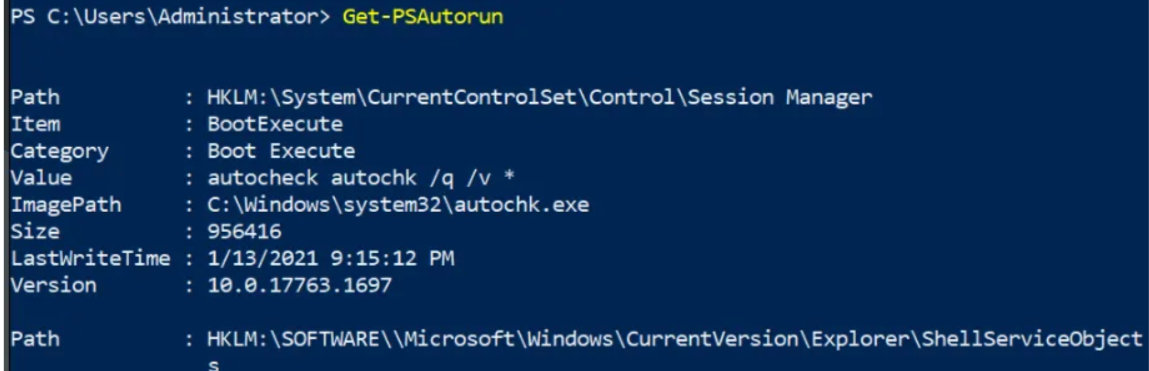 PS C:\Users\Administrator> Get-PSAutorun
Path          : HKLM:\System\CurrentControlSet\Control\Session Manager
Item          : BootExecute
Category      : Boot Execute
Value         : autocheck autochk /q /v *
ImagePath     : C:\Windows\system32\autochk.exe
Size          : 956416
LastWriteTime : 1/13/2021 9:15:12 PM
Version       : 10.0.17763.1697
Path          : HKLM:\SOFTWARE\\Microsoft\Windows\CurrentVersion\Explorer\ShellServiceObject
s